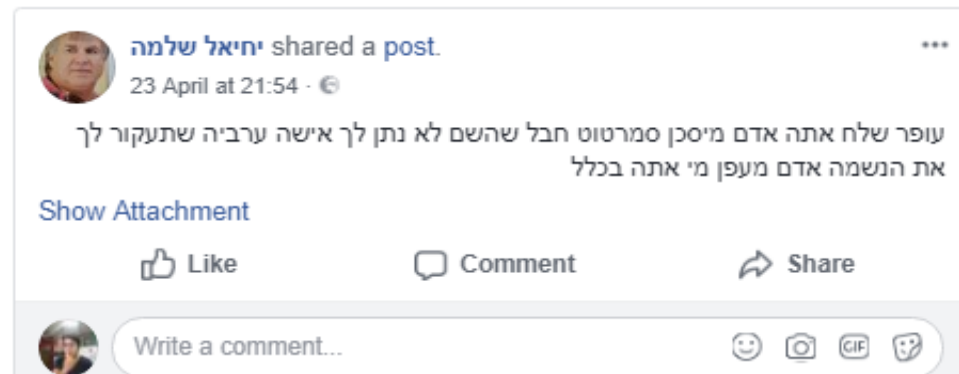 יחיאל שלמה shared a post.
23 April at 21:54
עופר שלח אתה אדם מיסכן סמרטוט חבל שהשם לא נתן לך אישה ערביה שתעקור לך
את הנשמה אדם מעפן מי אתה בכלל
Show Attachment
Like Comment Share
Write a comment...
GIF